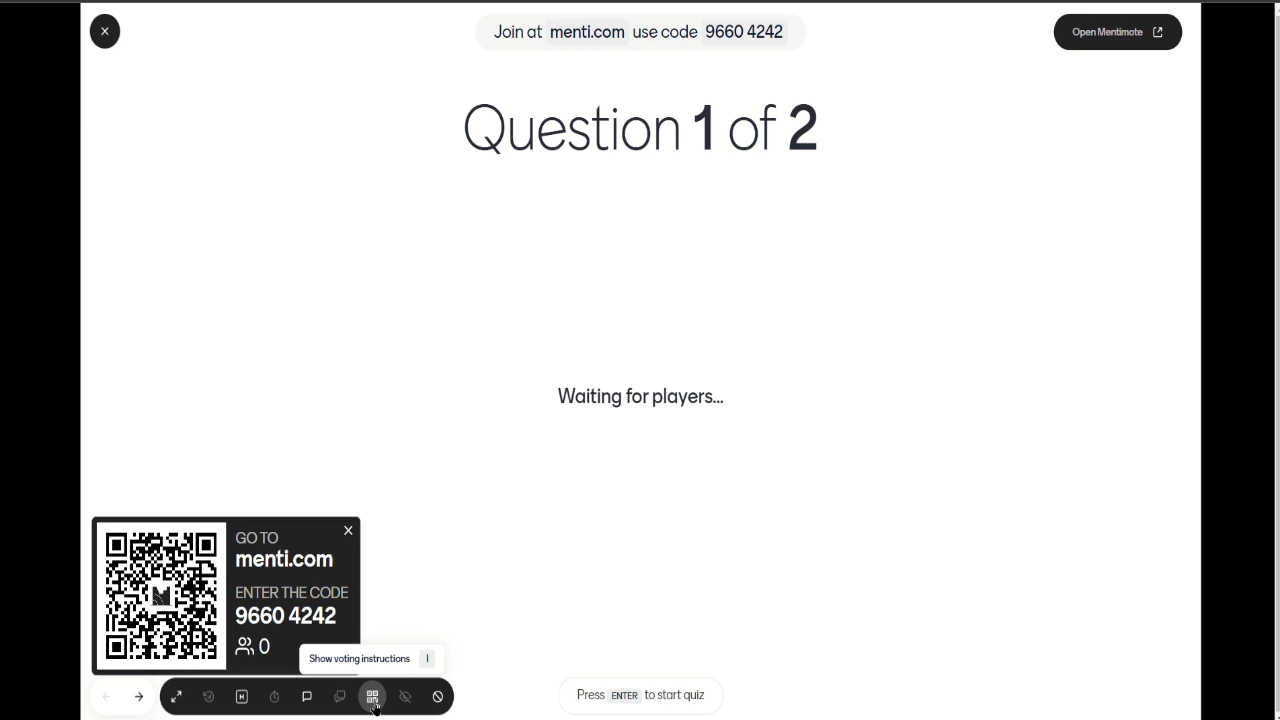 Join at menti.com use code 9660 4242
Open Mentimote
Question 1 of 2
Waiting for players...
GO TO
menti.com
ENTER THE CODE
9660 4242
0
Show voting instructions I
H
Press ENTER to start quiz